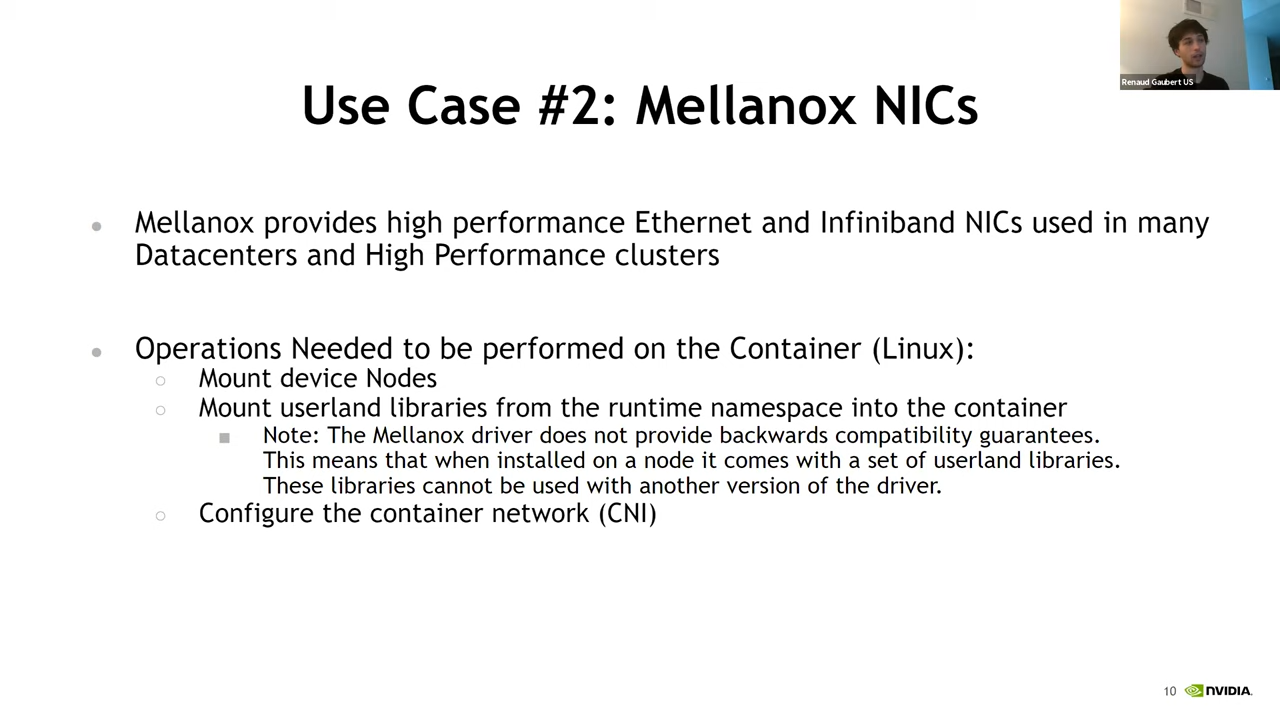 Renaud Gaubert US
Use Case #2: Mellanox NICs
Mellanox provides high performance Ethernet and Infiniband NICs used in many
Datacenters and High Performance clusters
Operations Needed to be performed on the Container (Linux):
Mount device Nodes
Mount userland libraries from the runtime namespace into the container
Note: The Mellanox driver does not provide backwards compatibility guarantees.
This means that when installed on a node it comes with a set of userland libraries.
These libraries cannot be used with another version of the driver.
Configure the container network (CNI)
10 NVIDIA.